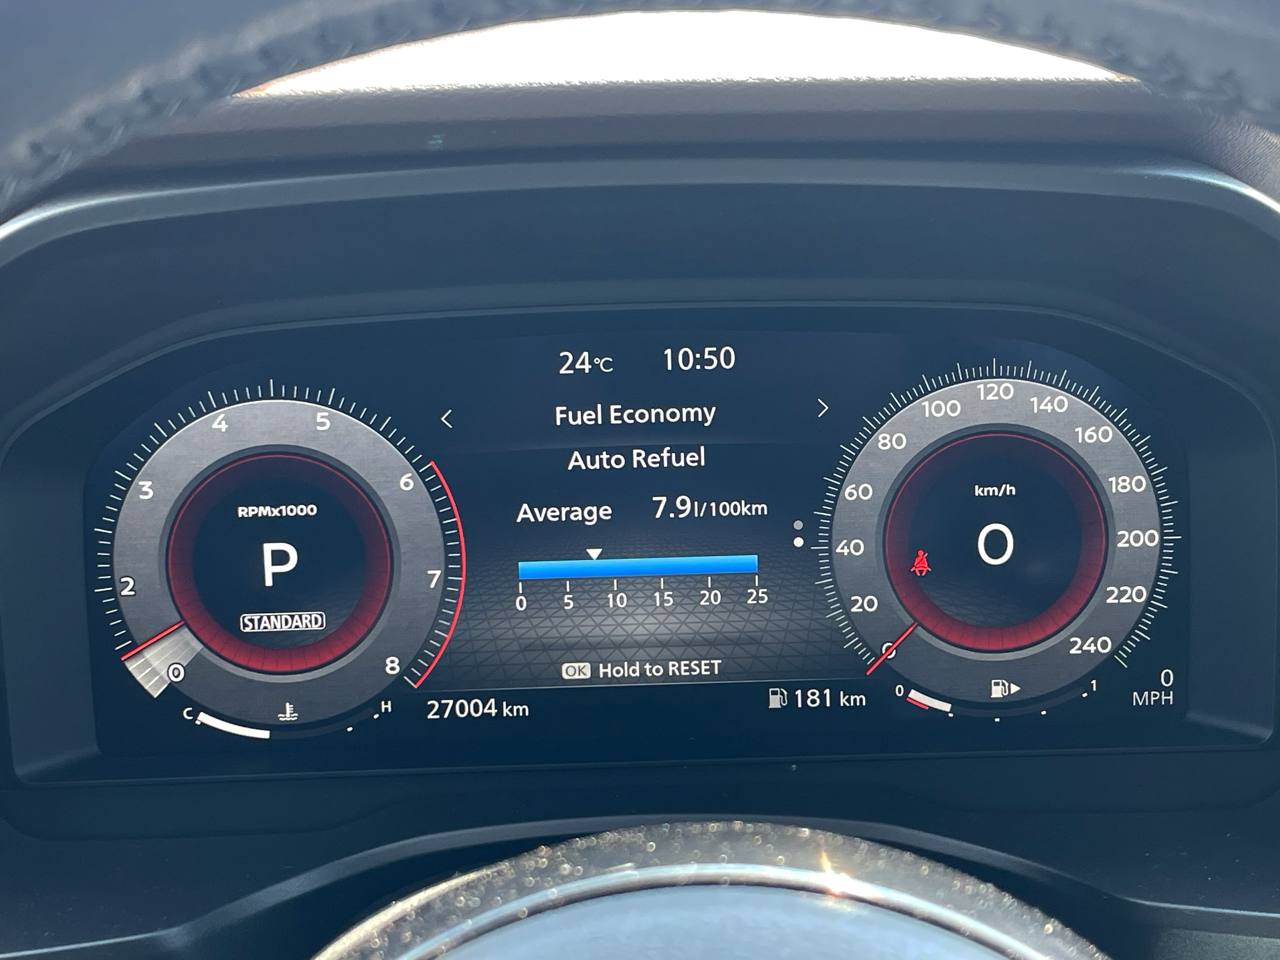 24°C 10:50
< Fuel Economy >
Auto Refuel
Average 7.9 l/100km
0 5 10 15 20 25
OK Hold to RESET
27004 km
181 km
RPMx1000
P
STANDARD
0
2
3
4
5
6
7
8
C H
km/h
0
0
20
40
60
80
100
120
140
160
180
200
220
240
0 1
0
MPH